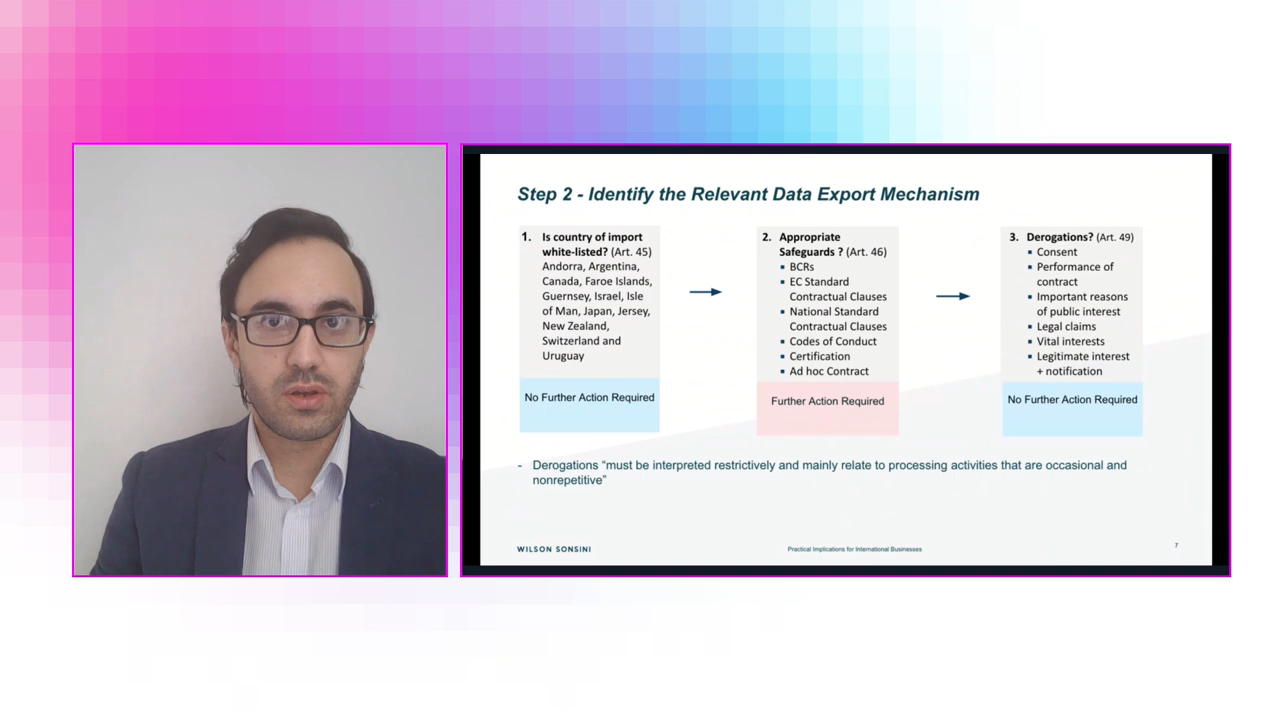 Step 2 - Identify the Relevant Data Export Mechanism
1. Is country of import
white-listed? (Art. 45)
Andorra, Argentina,
Canada, Faroe Islands,
Guernsey, Israel, Isle
of Man, Japan, Jersey,
New Zealand,
Switzerland and
Uruguay
No Further Action Required
2. Appropriate
Safeguards ? (Art. 46)
▪ BCRs
▪ EC Standard
Contractual Clauses
▪ National Standard
Contractual Clauses
▪ Codes of Conduct
▪ Certification
▪ Ad hoc Contract
Further Action Required
3. Derogations? (Art. 49)
▪ Consent
▪ Performance of
contract
▪ Important reasons
of public interest
▪ Legal claims
▪ Vital interests
▪ Legitimate interest
+ notification
No Further Action Required
- Derogations “must be interpreted restrictively and mainly relate to processing activities that are occasional and
nonrepetitive”
WILSON SONSINI
Practical Implications for International Businesses
7